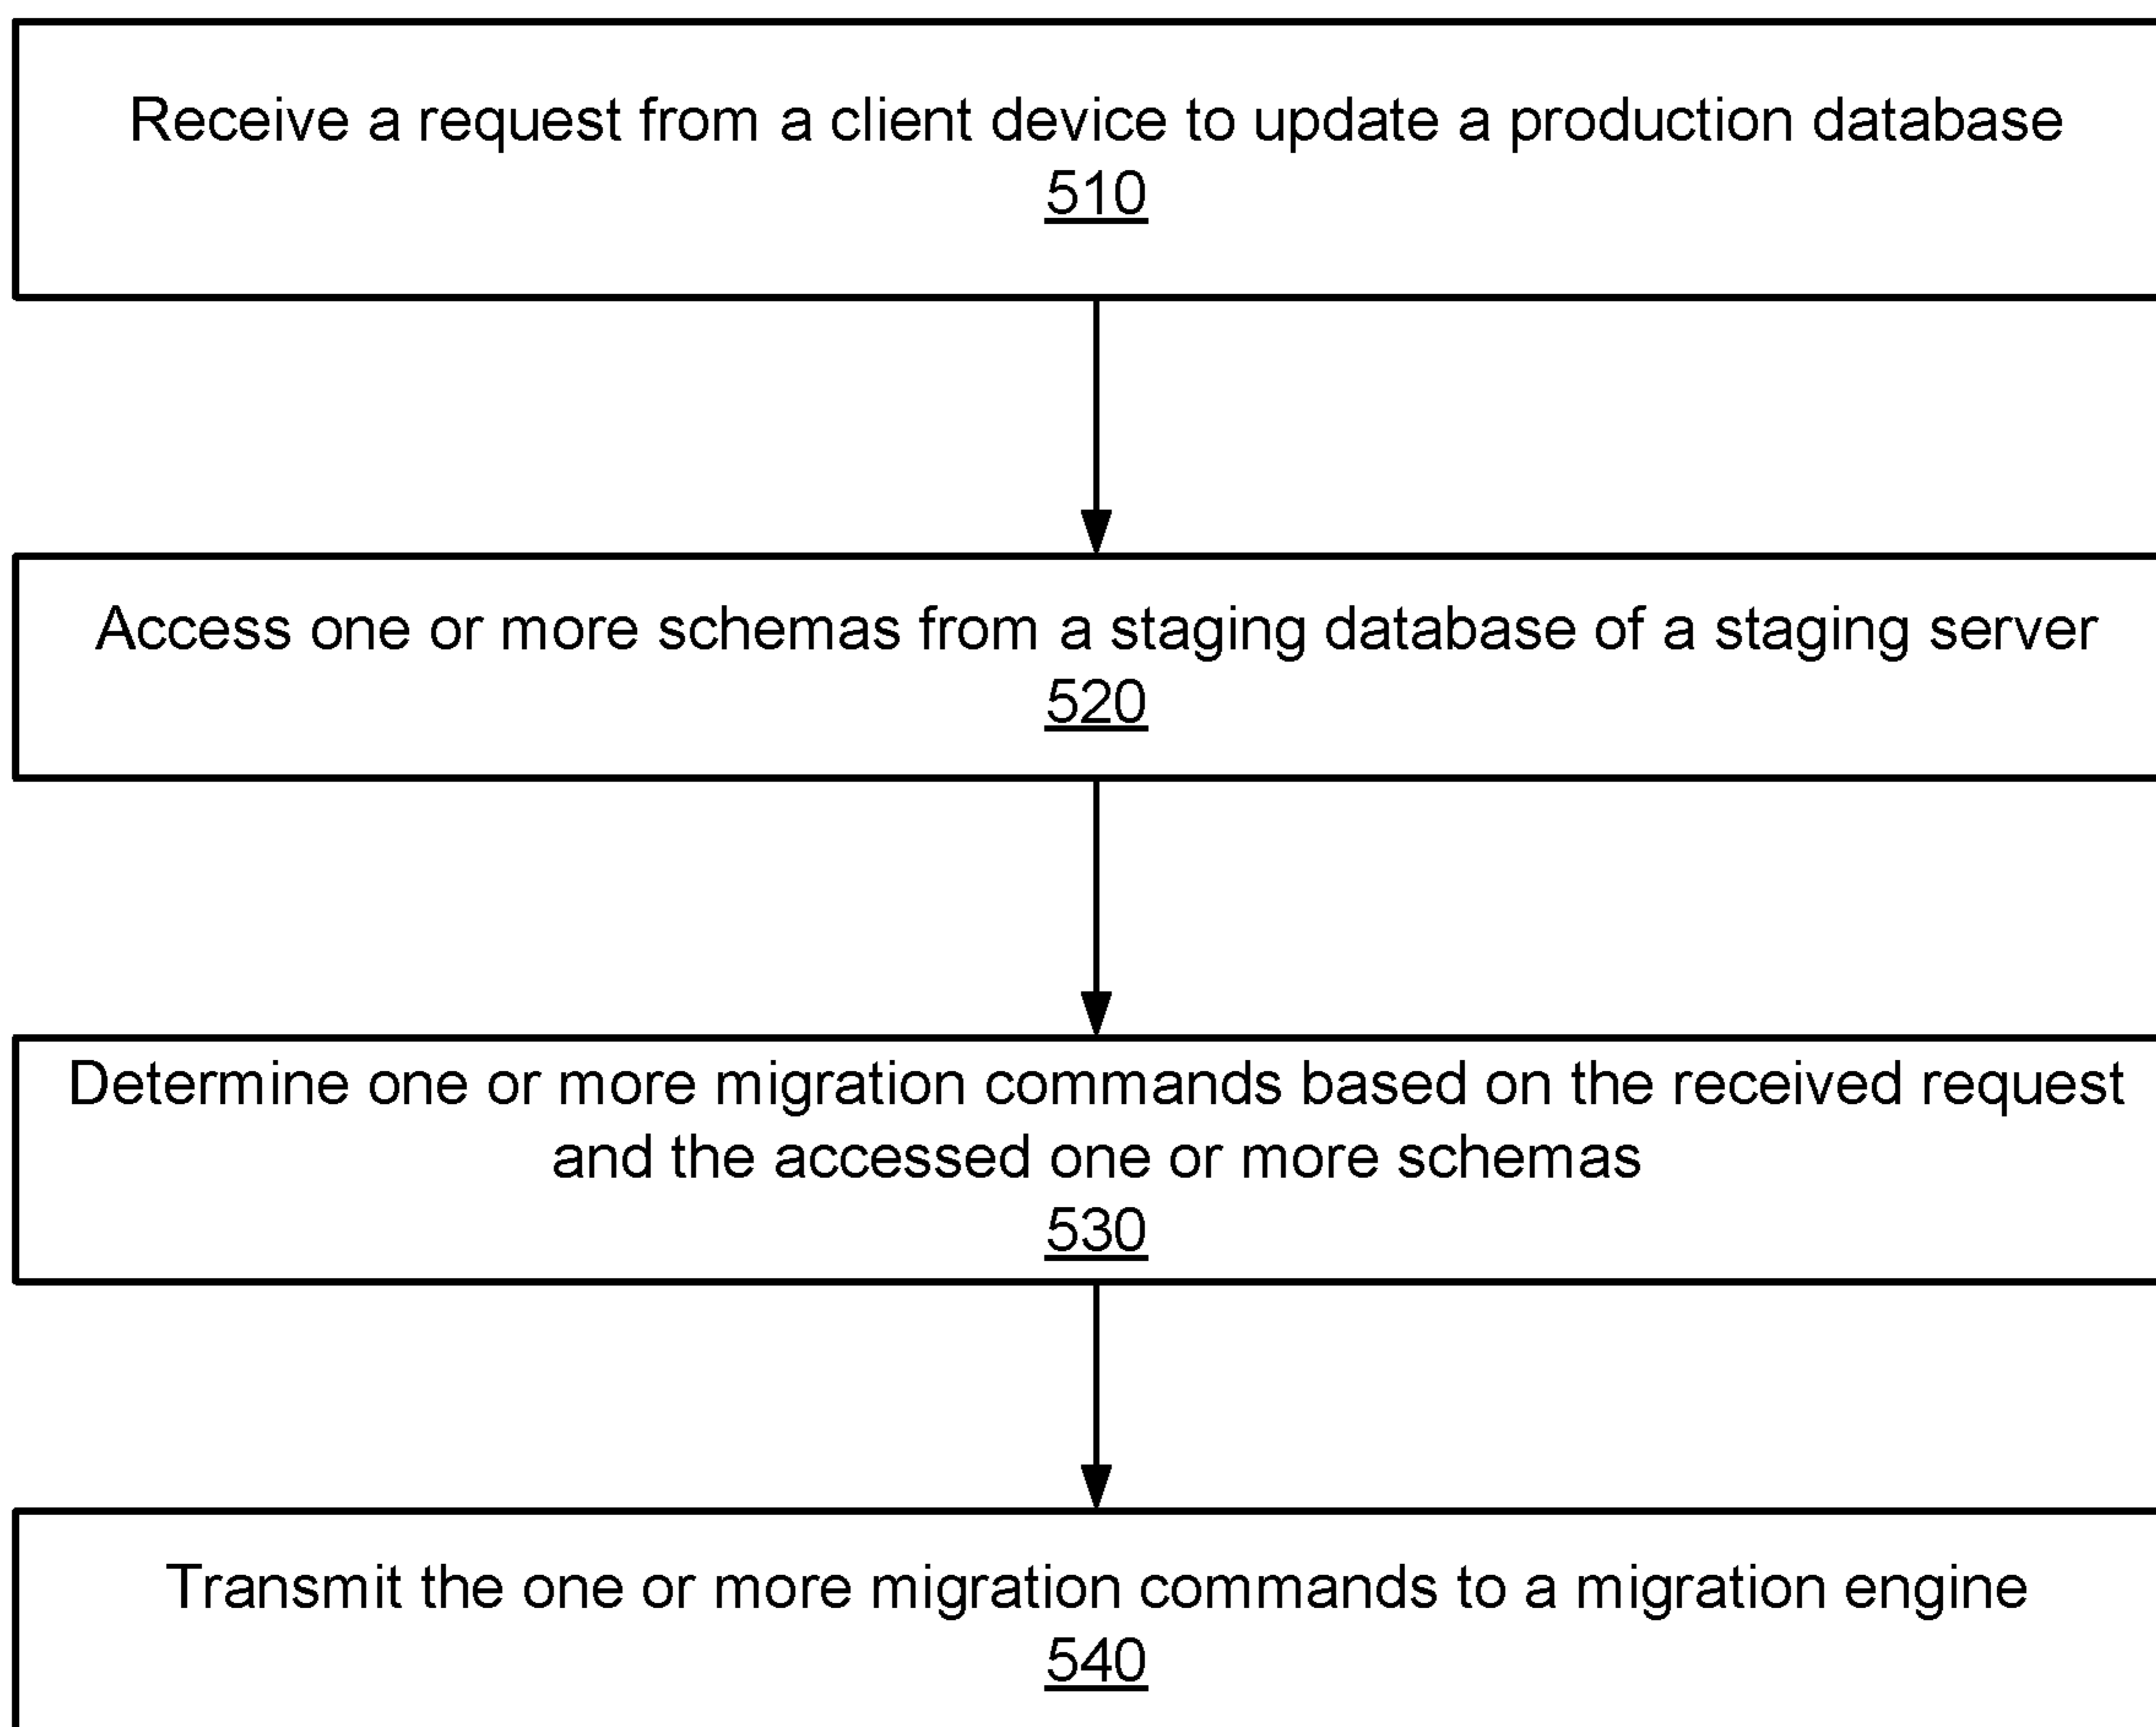 Receive a request from a client device to update a production database
510
Access one or more schemas from a staging database of a staging server
520
Determine one or more migration commands based on the received request
and the accessed one or more schemas
530
Transmit the one or more migration commands to a migration engine
540